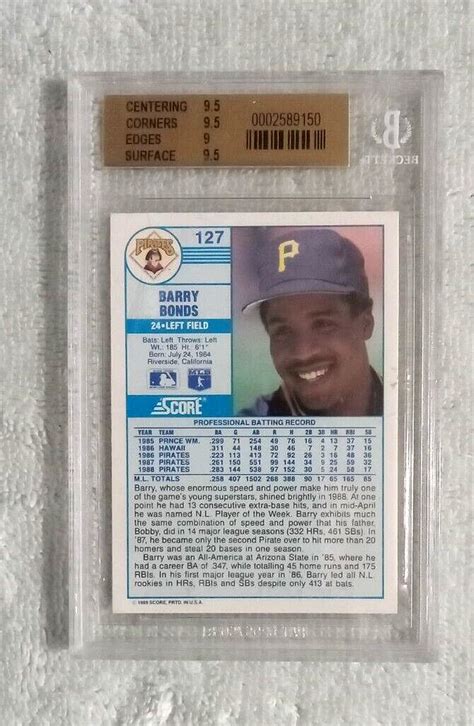 CENTERING 9.5
CORNERS 9.5
EDGES 9
SURFACE 9.5
0002589150
BECKETT
PIRATES
127
BARRY
BONDS
24•LEFT FIELD
Bats: Left Throws: Left
Wt.: 185 Ht.: 6'1"
Born: July 24, 1964
Riverside, California
MLB
SCORE
PROFESSIONAL BATTING RECORD
YEAR TEAM BA G AB R H 2B 3B HR RBI SB
1985 PRNCE WM. .299 71 254 49 76 16 4 13 37 15
1986 HAWAII .311 44 148 30 46 7 2 7 37 16
1986 PIRATES .223 113 413 72 92 26 3 16 48 36
1987 PIRATES .261 150 551 99 144 34 9 25 59 32
1988 PIRATES .283 144 538 97 152 30 5 24 58 17
M.L. TOTALS .258 407 1502 268 388 90 17 65 165 85
Barry, whose enormous speed and power make him truly one
of the game's young superstars, shined brightly in 1988. At one
point he had 13 consecutive extra-base hits, and in mid-April
he was named N.L. Player of the Week. Barry exhibits much
the same combination of speed and power that his father,
Bobby, did in 14 major league seasons (332 HRs, 461 SBs). In
'87, he became only the second Pirate over to hit more than 20
homers and steal 20 bases in one season.
Barry was an All-America at Arizona State in '85, where he
had a career BA of .347, while totalling 45 home runs and 175
RBIs. In his first major league year in '86, Barry led all N.L.
rookies in HRs, RBIs and SBs despite only 413 at bats.
© 1989 SCORE, PRTD. IN U.S.A.